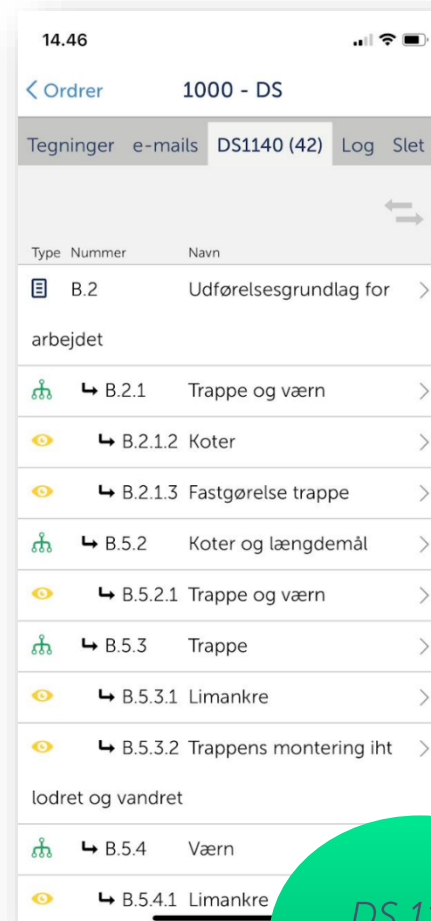 14.46
Ordrer 1000 - DS
Tegninger e-mails DS1140 (42) Log Slet
Type Nummer Navn
B.2 Udførelsesgrundlag for
arbejdet
B.2.1 Trappe og værn
B.2.1.2 Koter
B.2.1.3 Fastgørelse trappe
B.5.2 Koter og længdemål
B.5.2.1 Trappe og værn
B.5.3 Trappe
B.5.3.1 Limankre
B.5.3.2 Trappens montering iht
lodret og vandret
B.5.4 Værn
B.5.4.1 Limankre
DS